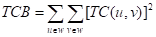 TCB = ∑_{u∈w} ∑_{v∈w} [TC(u, v)]²